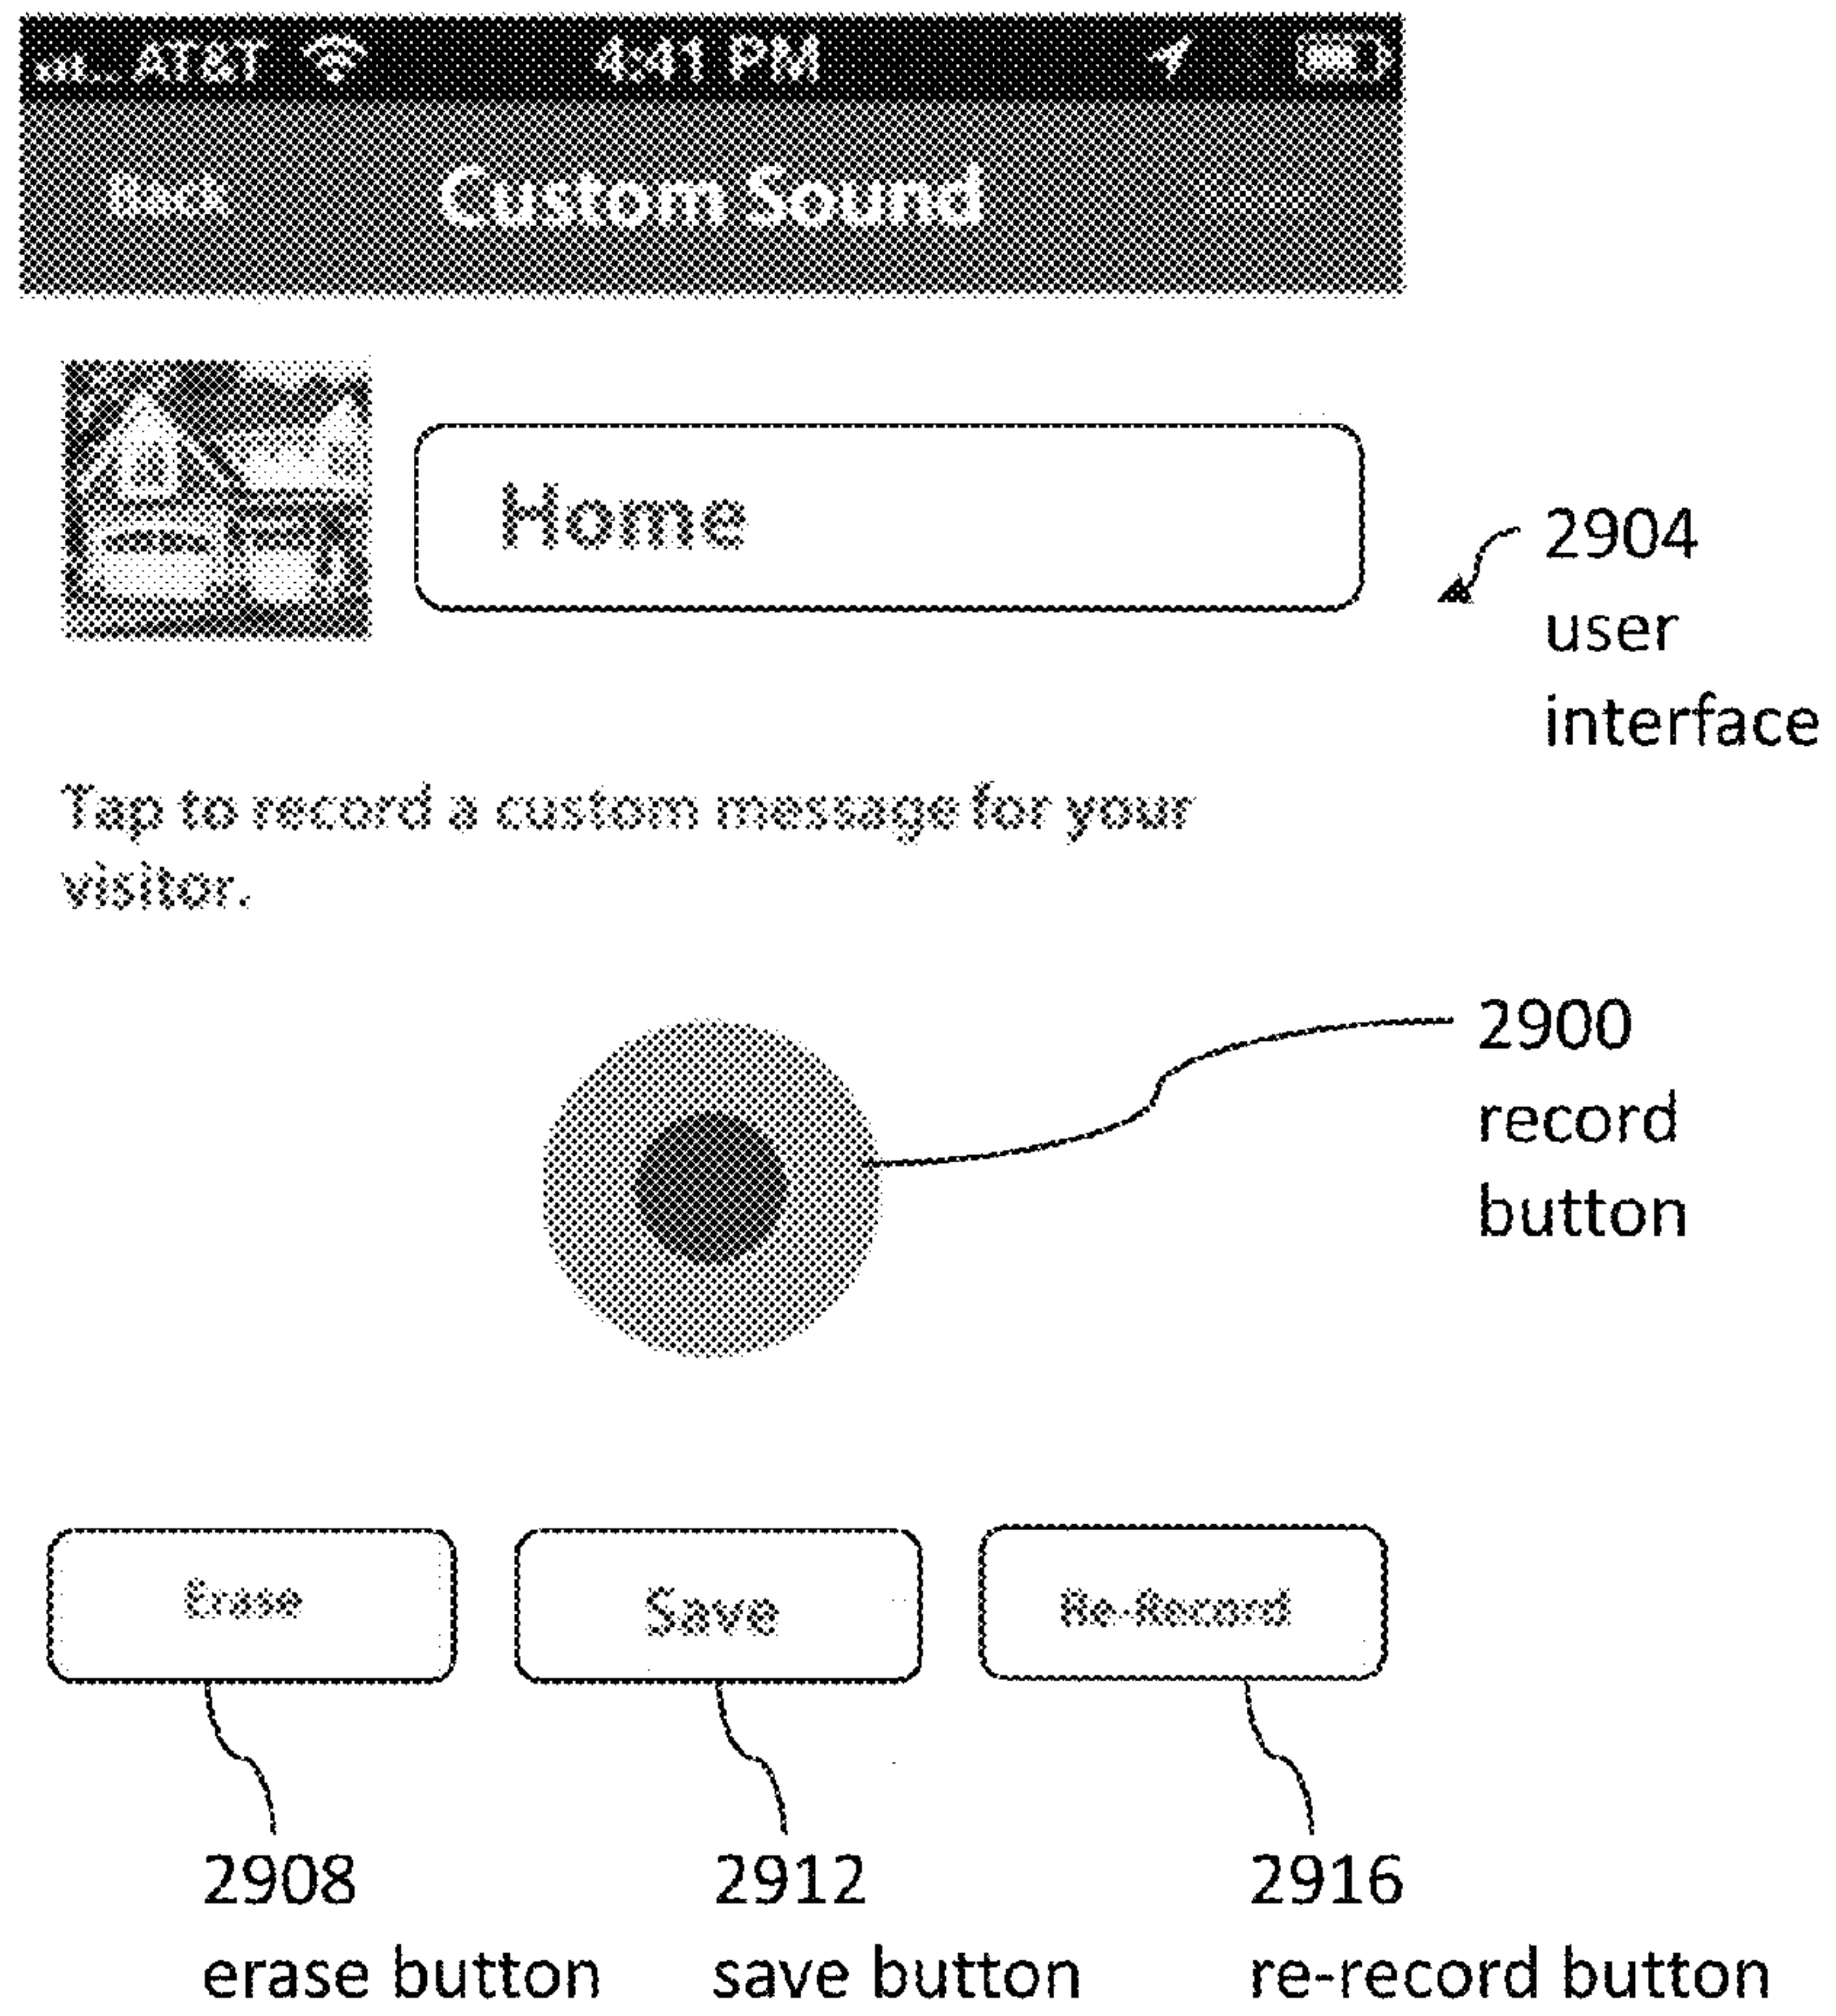 AT&T 4:41 PM
Back Custom Sound
Home
2904
user
interface
Tap to record a custom message for your
visitor.
2900
record
button
Erase Save Re-Record
2908 2912 2916
erase button save button re-record button